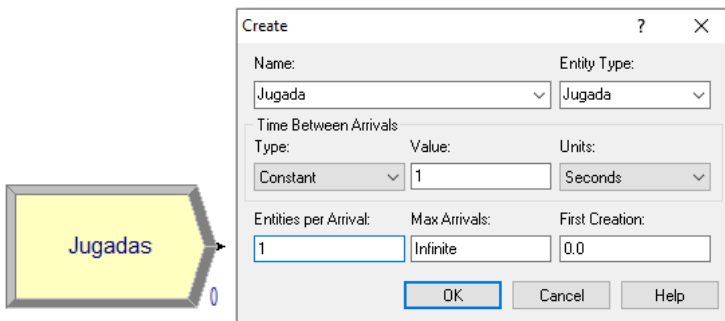 Jugadas
0
Create
?
X
Name:
Entity Type:
Jugada
Jugada
Time Between Arrivals
Type:
Value:
Units:
Constant
1
Seconds
Entities per Arrival:
Max Arrivals:
First Creation:
1
Infinite
0.0
OK
Cancel
Help